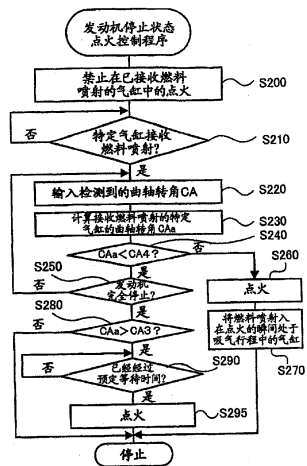 发动机停止状态
点火控制程序
禁止在已接收燃料
喷射的气缸中的点火
S200
否
特定气缸接收
燃料喷射?
S210
是
输入检测到的曲轴转角CA
S220
计算接收燃料喷射的特定
气缸的曲轴转角CAa
S230
S240
CAa<CA4?
否
是
S250
S260
发动机
完全停止?
否
点火
是
S280
CAa>CA3?
否
将燃料喷射入
在点火的瞬间处于
吸气行程中的气缸
S270
是
S290
否
已经经过
预定等待时间?
是
点火
S295
停止